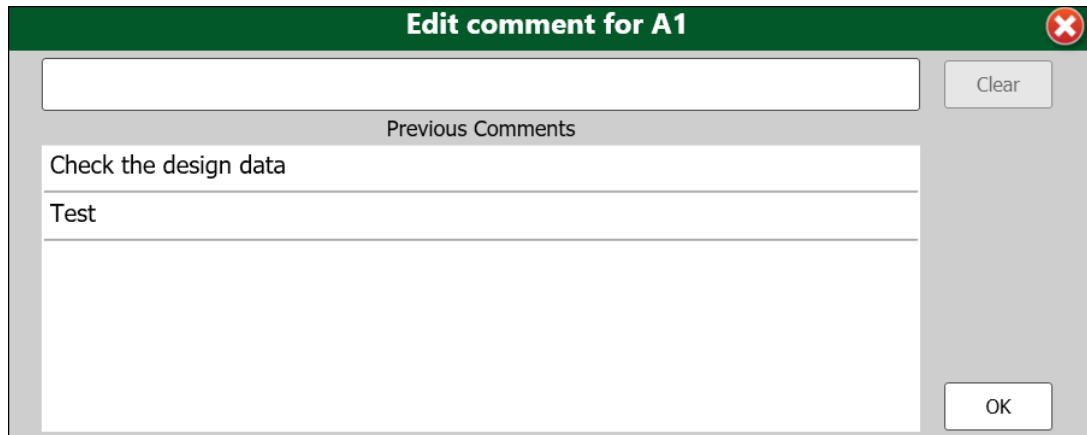 Edit comment for A1
Clear
Previous Comments
Check the design data
Test
OK